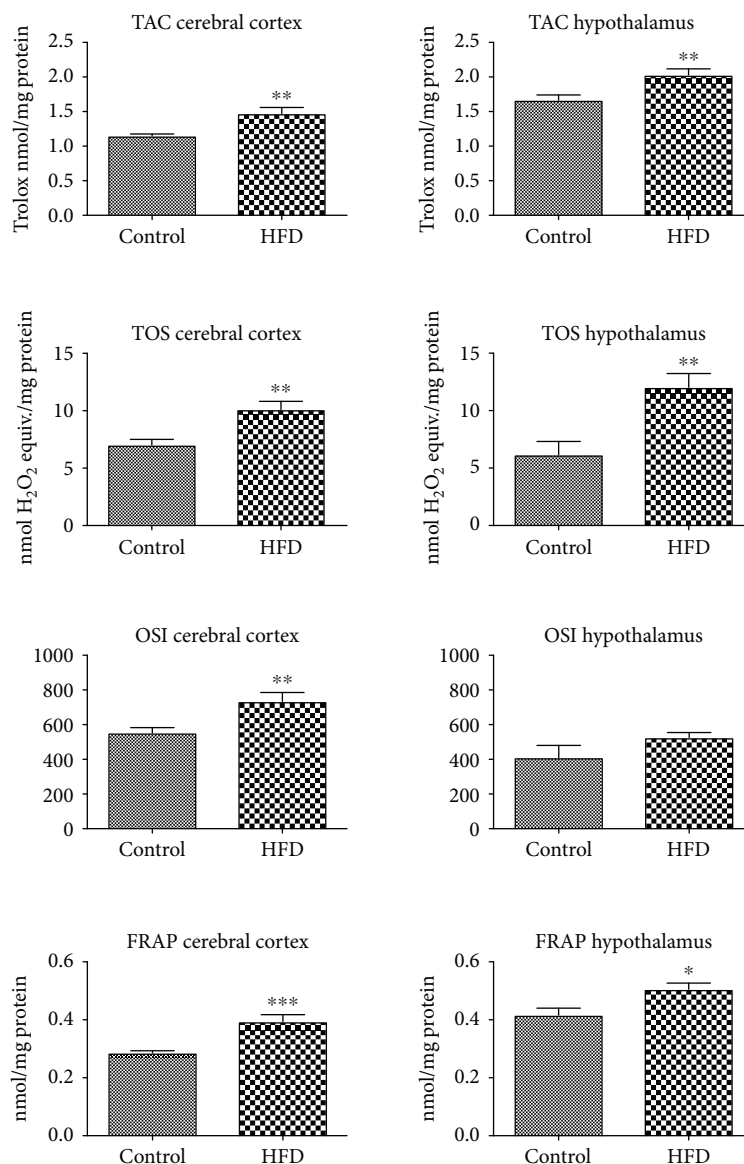 TAC cerebral cortex
Trolox nmol/mg protein
2.5
2.0
1.5
1.0
0.5
0.0
**
Control HFD
TAC hypothalamus
Trolox nmol/mg protein
2.5
2.0
1.5
1.0
0.5
0.0
**
Control HFD
TOS cerebral cortex
nmol H₂O₂ equiv./mg protein
15
10
5
0
**
Control HFD
TOS hypothalamus
nmol H₂O₂ equiv./mg protein
15
10
5
0
**
Control HFD
OSI cerebral cortex
1000
800
600
400
200
0
**
Control HFD
OSI hypothalamus
1000
800
600
400
200
0
Control HFD
FRAP cerebral cortex
nmol/mg protein
0.6
0.4
0.2
0.0
***
Control HFD
FRAP hypothalamus
nmol/mg protein
0.6
0.4
0.2
0.0
*
Control HFD